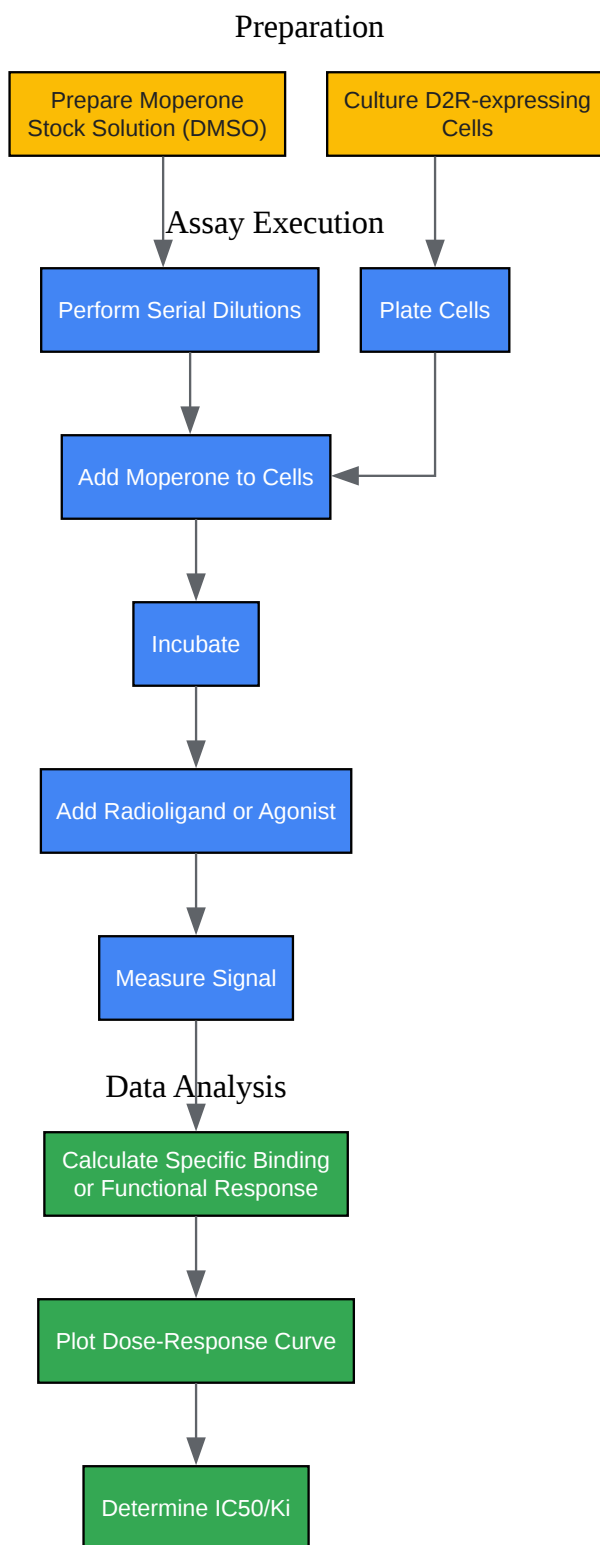 Preparation
Prepare Moperone
Stock Solution (DMSO)
Culture D2R-expressing
Cells
Assay Execution
Perform Serial Dilutions
Plate Cells
Add Moperone to Cells
Incubate
Add Radioligand or Agonist
Measure Signal
Data Analysis
Calculate Specific Binding
or Functional Response
Plot Dose-Response Curve
Determine IC50/Ki